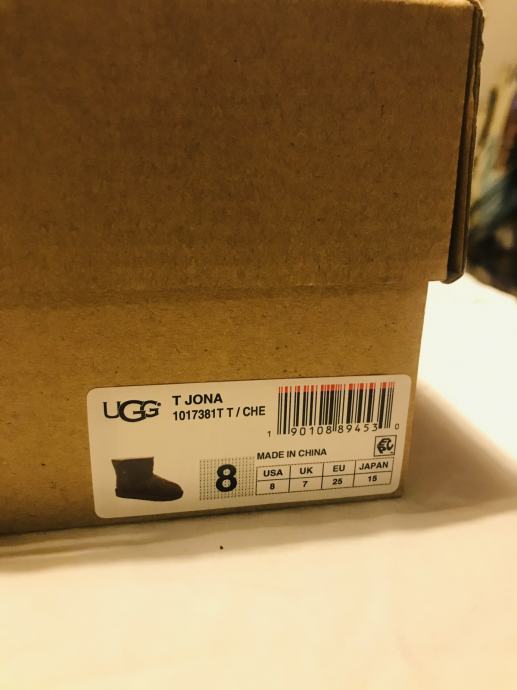 UGG
T JONA
1017381T T / CHE
1 90108 89453 0
MADE IN CHINA
8
USA UK EU JAPAN
8 7 25 15